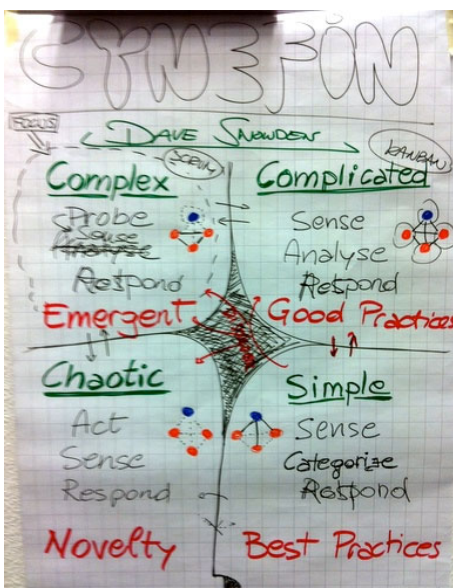 CYNEFIN
FOCUS
DAVE SNOWDEN
SCRUM
KANBAN
Complex
Probe
Sense
Analyse
Respond
Emergent
Complicated
Sense
Analyse
Respond
Good Practices
Chaotic
Act
Sense
Respond
Novelty
Simple
Sense
Categorize
Respond
Best Practices